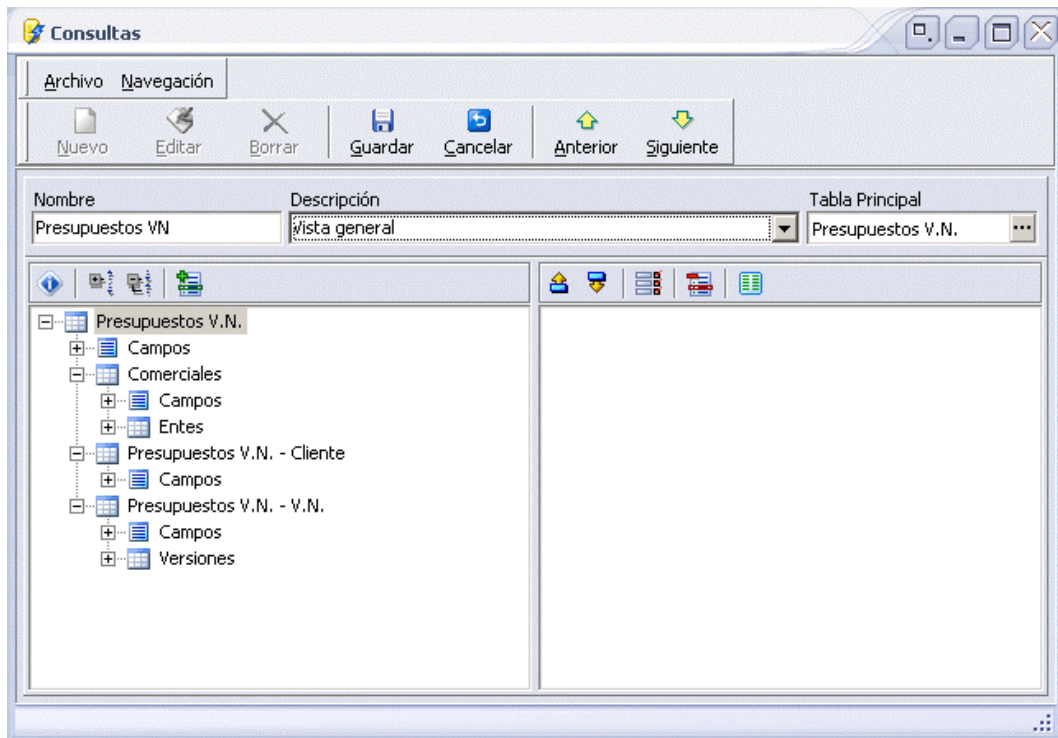 Consultas
Archivo Navegación
Nuevo Editar Borrar Guardar Cancelar Anterior Siguiente
Nombre Descripción Tabla Principal
Presupuestos VN Vista general Presupuestos V.N. ...
Presupuestos V.N.
Campos
Comerciales
Campos
Entes
Presupuestos V.N. - Cliente
Campos
Presupuestos V.N. - V.N.
Campos
Versiones